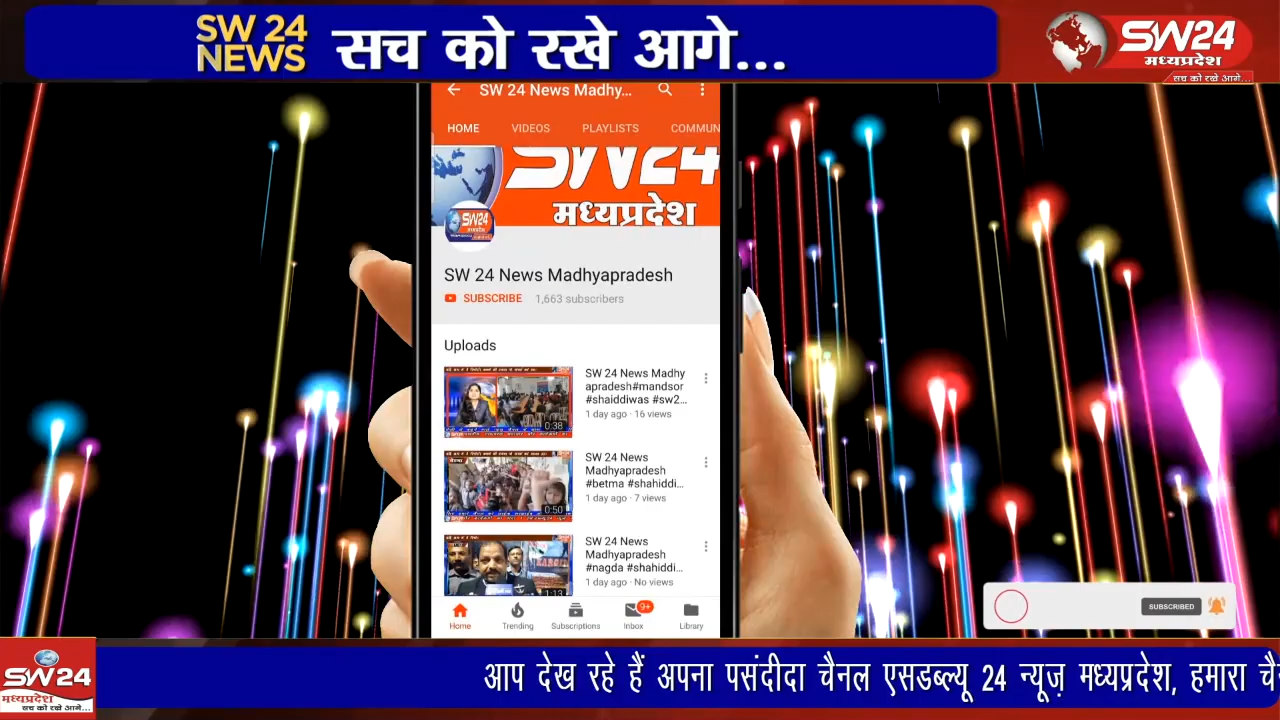 SW 24
NEWS
सच को रखे आगे...
SW24
मध्यप्रदेश
सच को रखे आगे...
SW 24 News Madhy...
HOME VIDEOS PLAYLISTS COMMUN
SW24
मध्यप्रदेश
SW24
SW 24 News Madhyapradesh
SUBSCRIBE 1,663 subscribers
Uploads
SW 24 News Madhy
apradesh#mandsor
#shaiddiwas #sw2...
1 day ago · 16 views
0:38
SW 24 News
Madhyapradesh
#betma #shahiddi...
1 day ago · 7 views
0:50
SW 24 News
Madhyapradesh
#nagda #shahiddi...
1 day ago · No views
1:13
9+
Home Trending Subscriptions Inbox Library
SUBSCRIBED
SW24
मध्यप्रदेश
सच को रखे आगे...
आप देख रहे हैं अपना पसंदीदा चैनल एसडब्ल्यू 24 न्यूज़ मध्यप्रदेश, हमारा चै